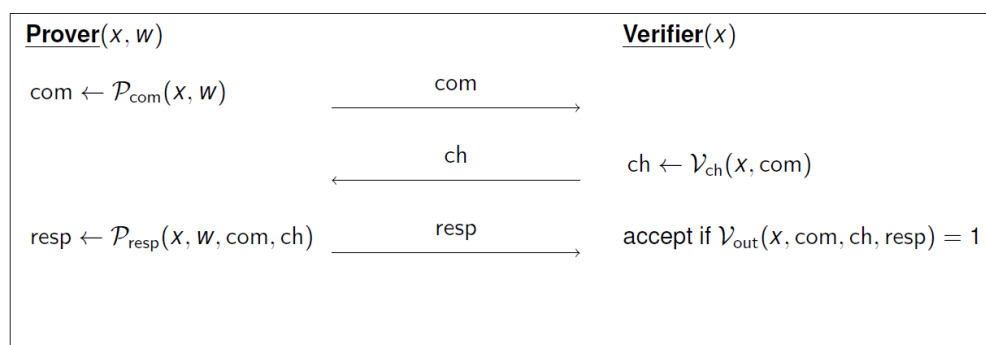 Prover(x, w) Verifier(x)
com ← 𝒫com(x, w) com
ch ch ← 𝒱ch(x, com)
resp ← 𝒫resp(x, w, com, ch) resp accept if 𝒱out(x, com, ch, resp) = 1